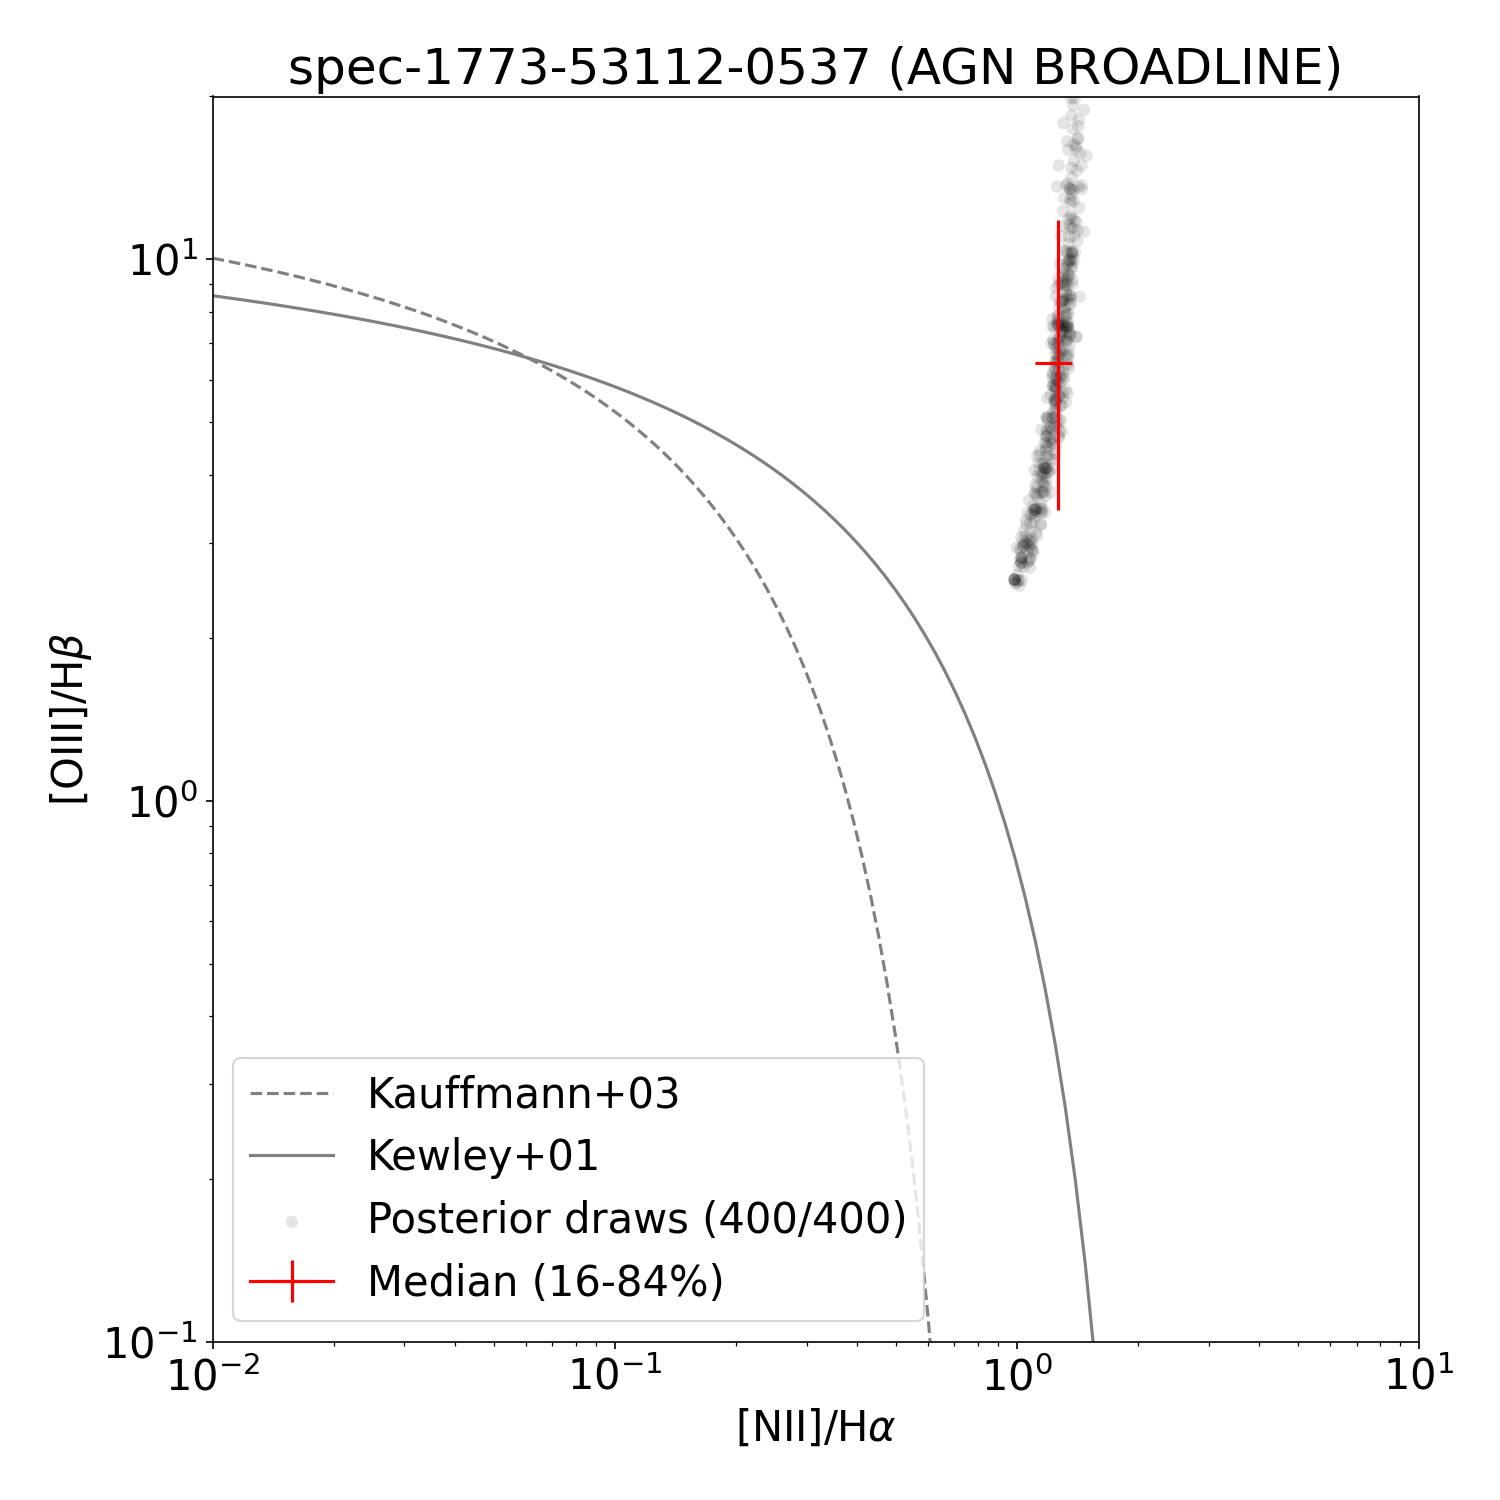 spec-1773-53112-0537 (AGN BROADLINE)
10¹
10⁰
10⁻¹
[OIII]/Hβ
Kauffmann+03
Kewley+01
Posterior draws (400/400)
Median (16-84%)
10⁻² 10⁻¹ 10⁰ 10¹
[NII]/Hα